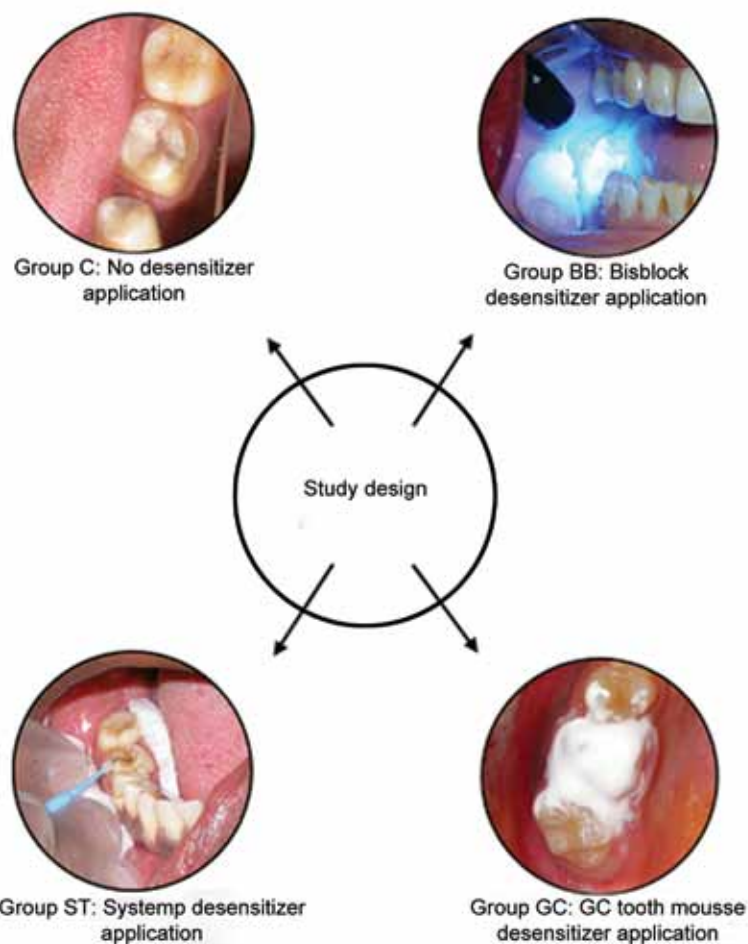 Group C: No desensitizer
application
Group BB: Bisblock
desensitizer application
Study design
Group ST: Systemp desensitizer
application
Group GC: GC tooth mousse
desensitizer application